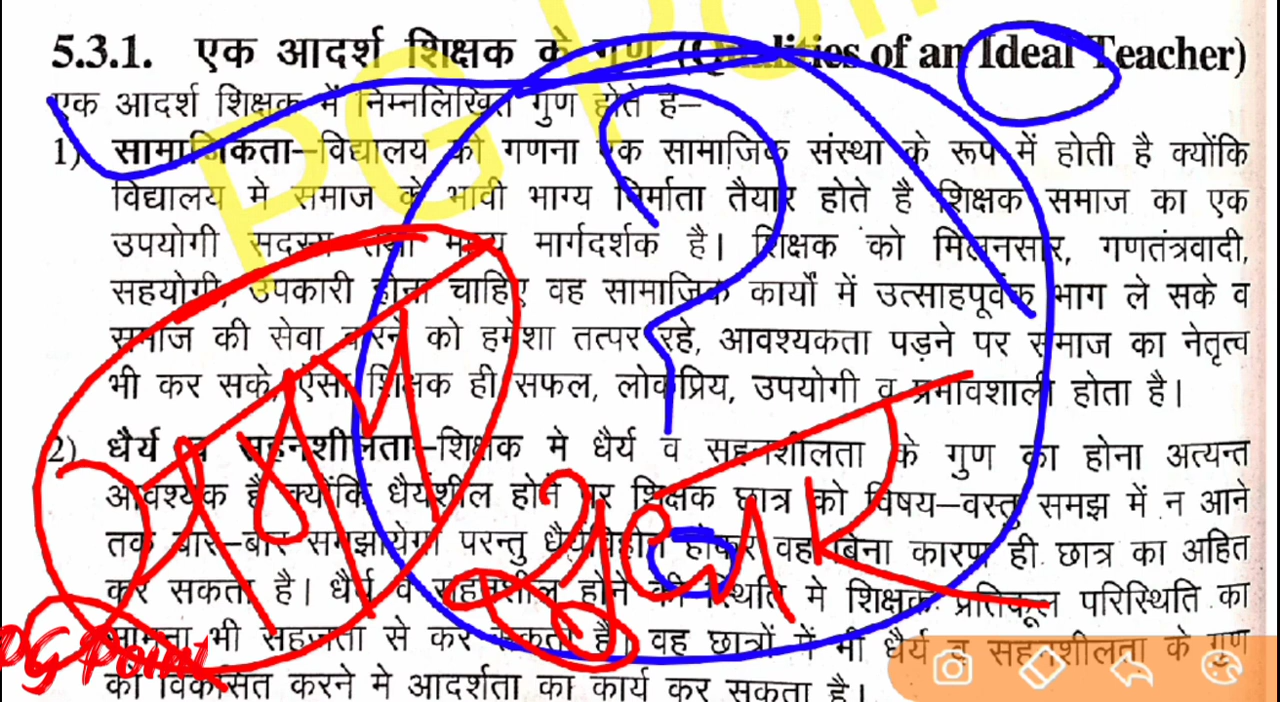 5.3.1. एक आदर्श शिक्षक के गुण (Qualities of an Ideal Teacher)
एक आदर्श शिक्षक में निम्नलिखित गुण होते है–
1) सामाजिकता–विद्यालय की गणना एक सामाजिक संस्था के रूप में होती है क्योंकि
विद्यालय मे समाज के भावी भाग्य निर्माता तैयार होते है शिक्षक समाज का एक
उपयोगी सदस्य तथा मार्गदर्शक है। शिक्षक को मिलनसार, गणतंत्रवादी,
सहयोगी, उपकारी होना चाहिए वह सामाजिक कार्यों में उत्साहपूर्वक भाग ले सके व
समाज की सेवा करने को हमेशा तत्पर रहे, आवश्यकता पड़ने पर समाज का नेतृत्व
भी कर सके, ऐसा शिक्षक ही सफल, लोकप्रिय, उपयोगी व प्रभावशाली होता है।
2) धैर्य व सहनशीलता–शिक्षक मे धैर्य व सहनशीलता के गुण का होना अत्यन्त
आवश्यक है क्योंकि धैर्यशील होने पर शिक्षक छात्र को विषय–वस्तु समझ में न आने
तक बार–बार समझायेगा परन्तु धैर्यविहीन होकर वह बिना कारण ही छात्र का अहित
कर सकता है। धैर्य व सहनशील होने की स्थिति मे शिक्षक प्रतिकूल परिस्थिति का
सामना भी सहजता से कर सकता है। वह छात्रों में भी धैर्य व सहनशीलता के गुण
को विकसित करने मे आदर्शता का कार्य कर सकता है।
PG Poin
PG Point